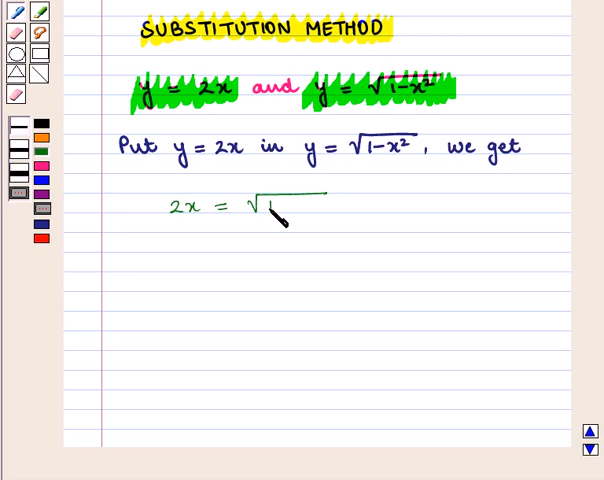 SUBSTITUTION METHOD
y = 2x and y = √1-x²
Put y = 2x in y = √1-x², we get
2x = √1